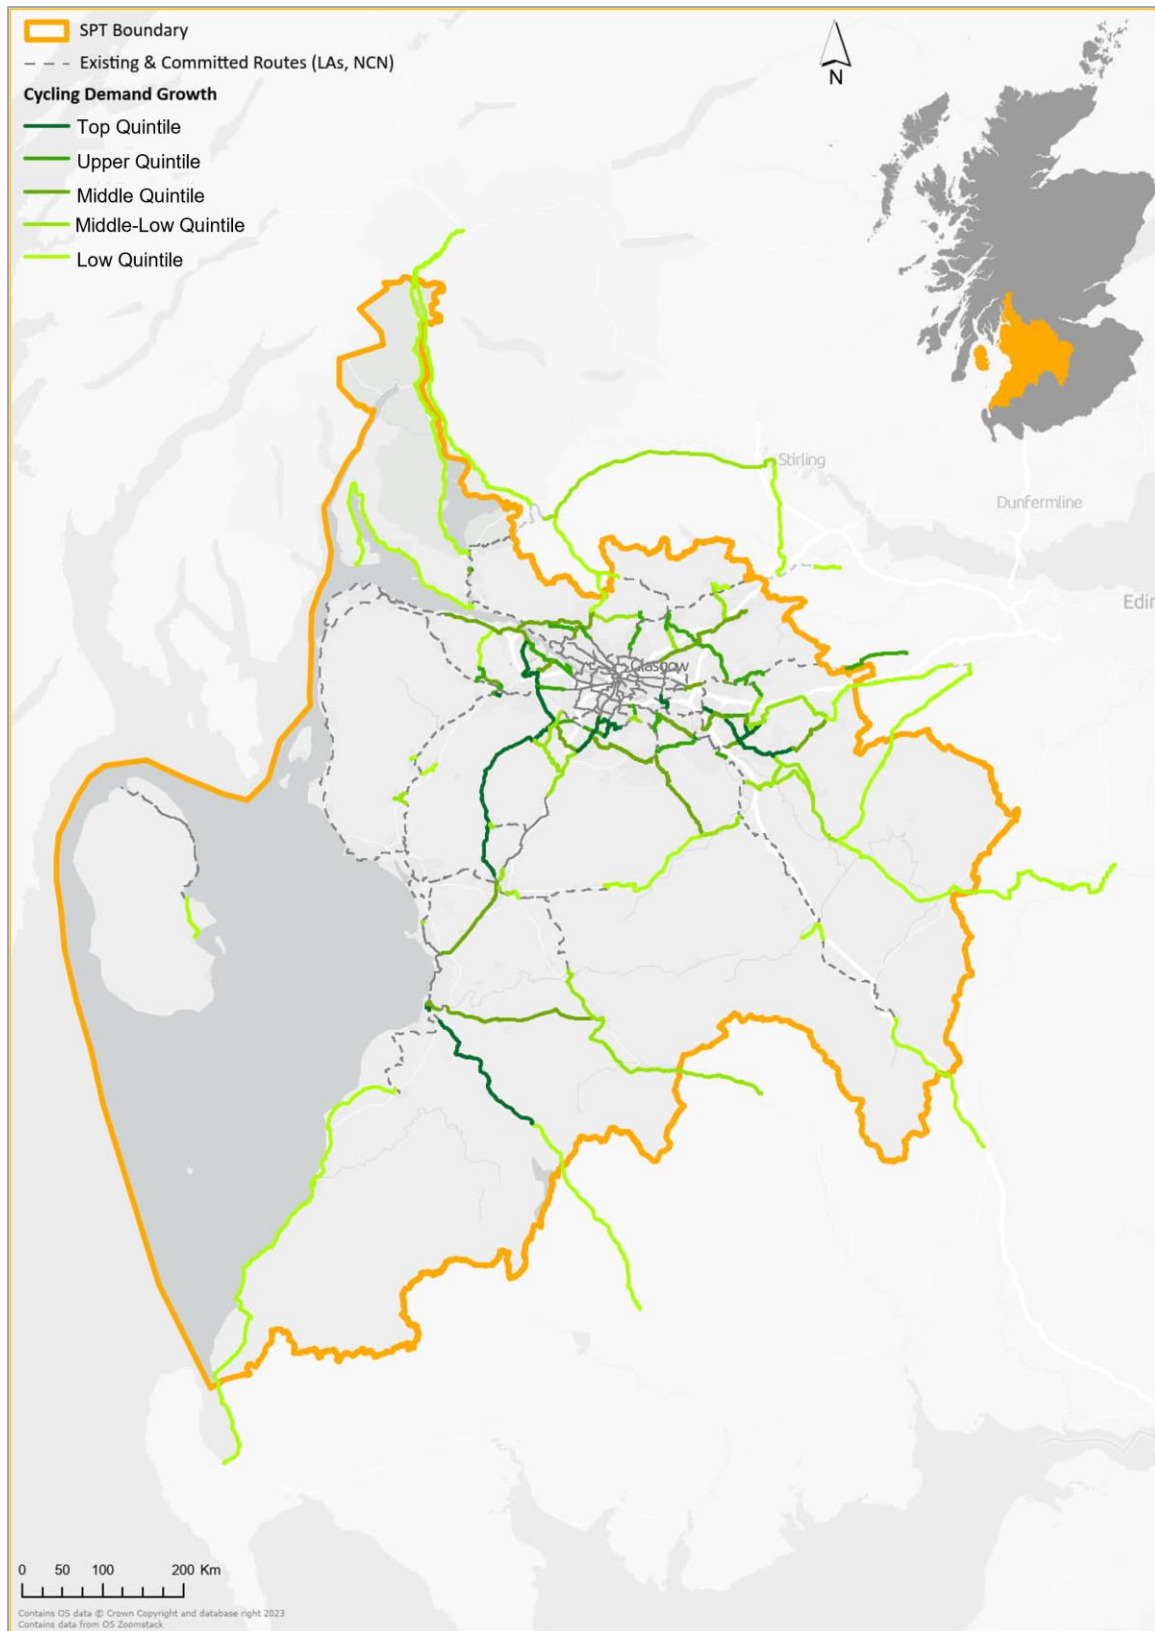 SPT Boundary
Existing & Committed Routes (LAs, NCN)
Cycling Demand Growth
Top Quintile
Upper Quintile
Middle Quintile
Middle-Low Quintile
Low Quintile
N
Stirling
Dunfermline
Edin
Glasgow
0 50 100 200 Km
Contains OS data © Crown Copyright and database right 2023
Contains data from OS Zoomstack